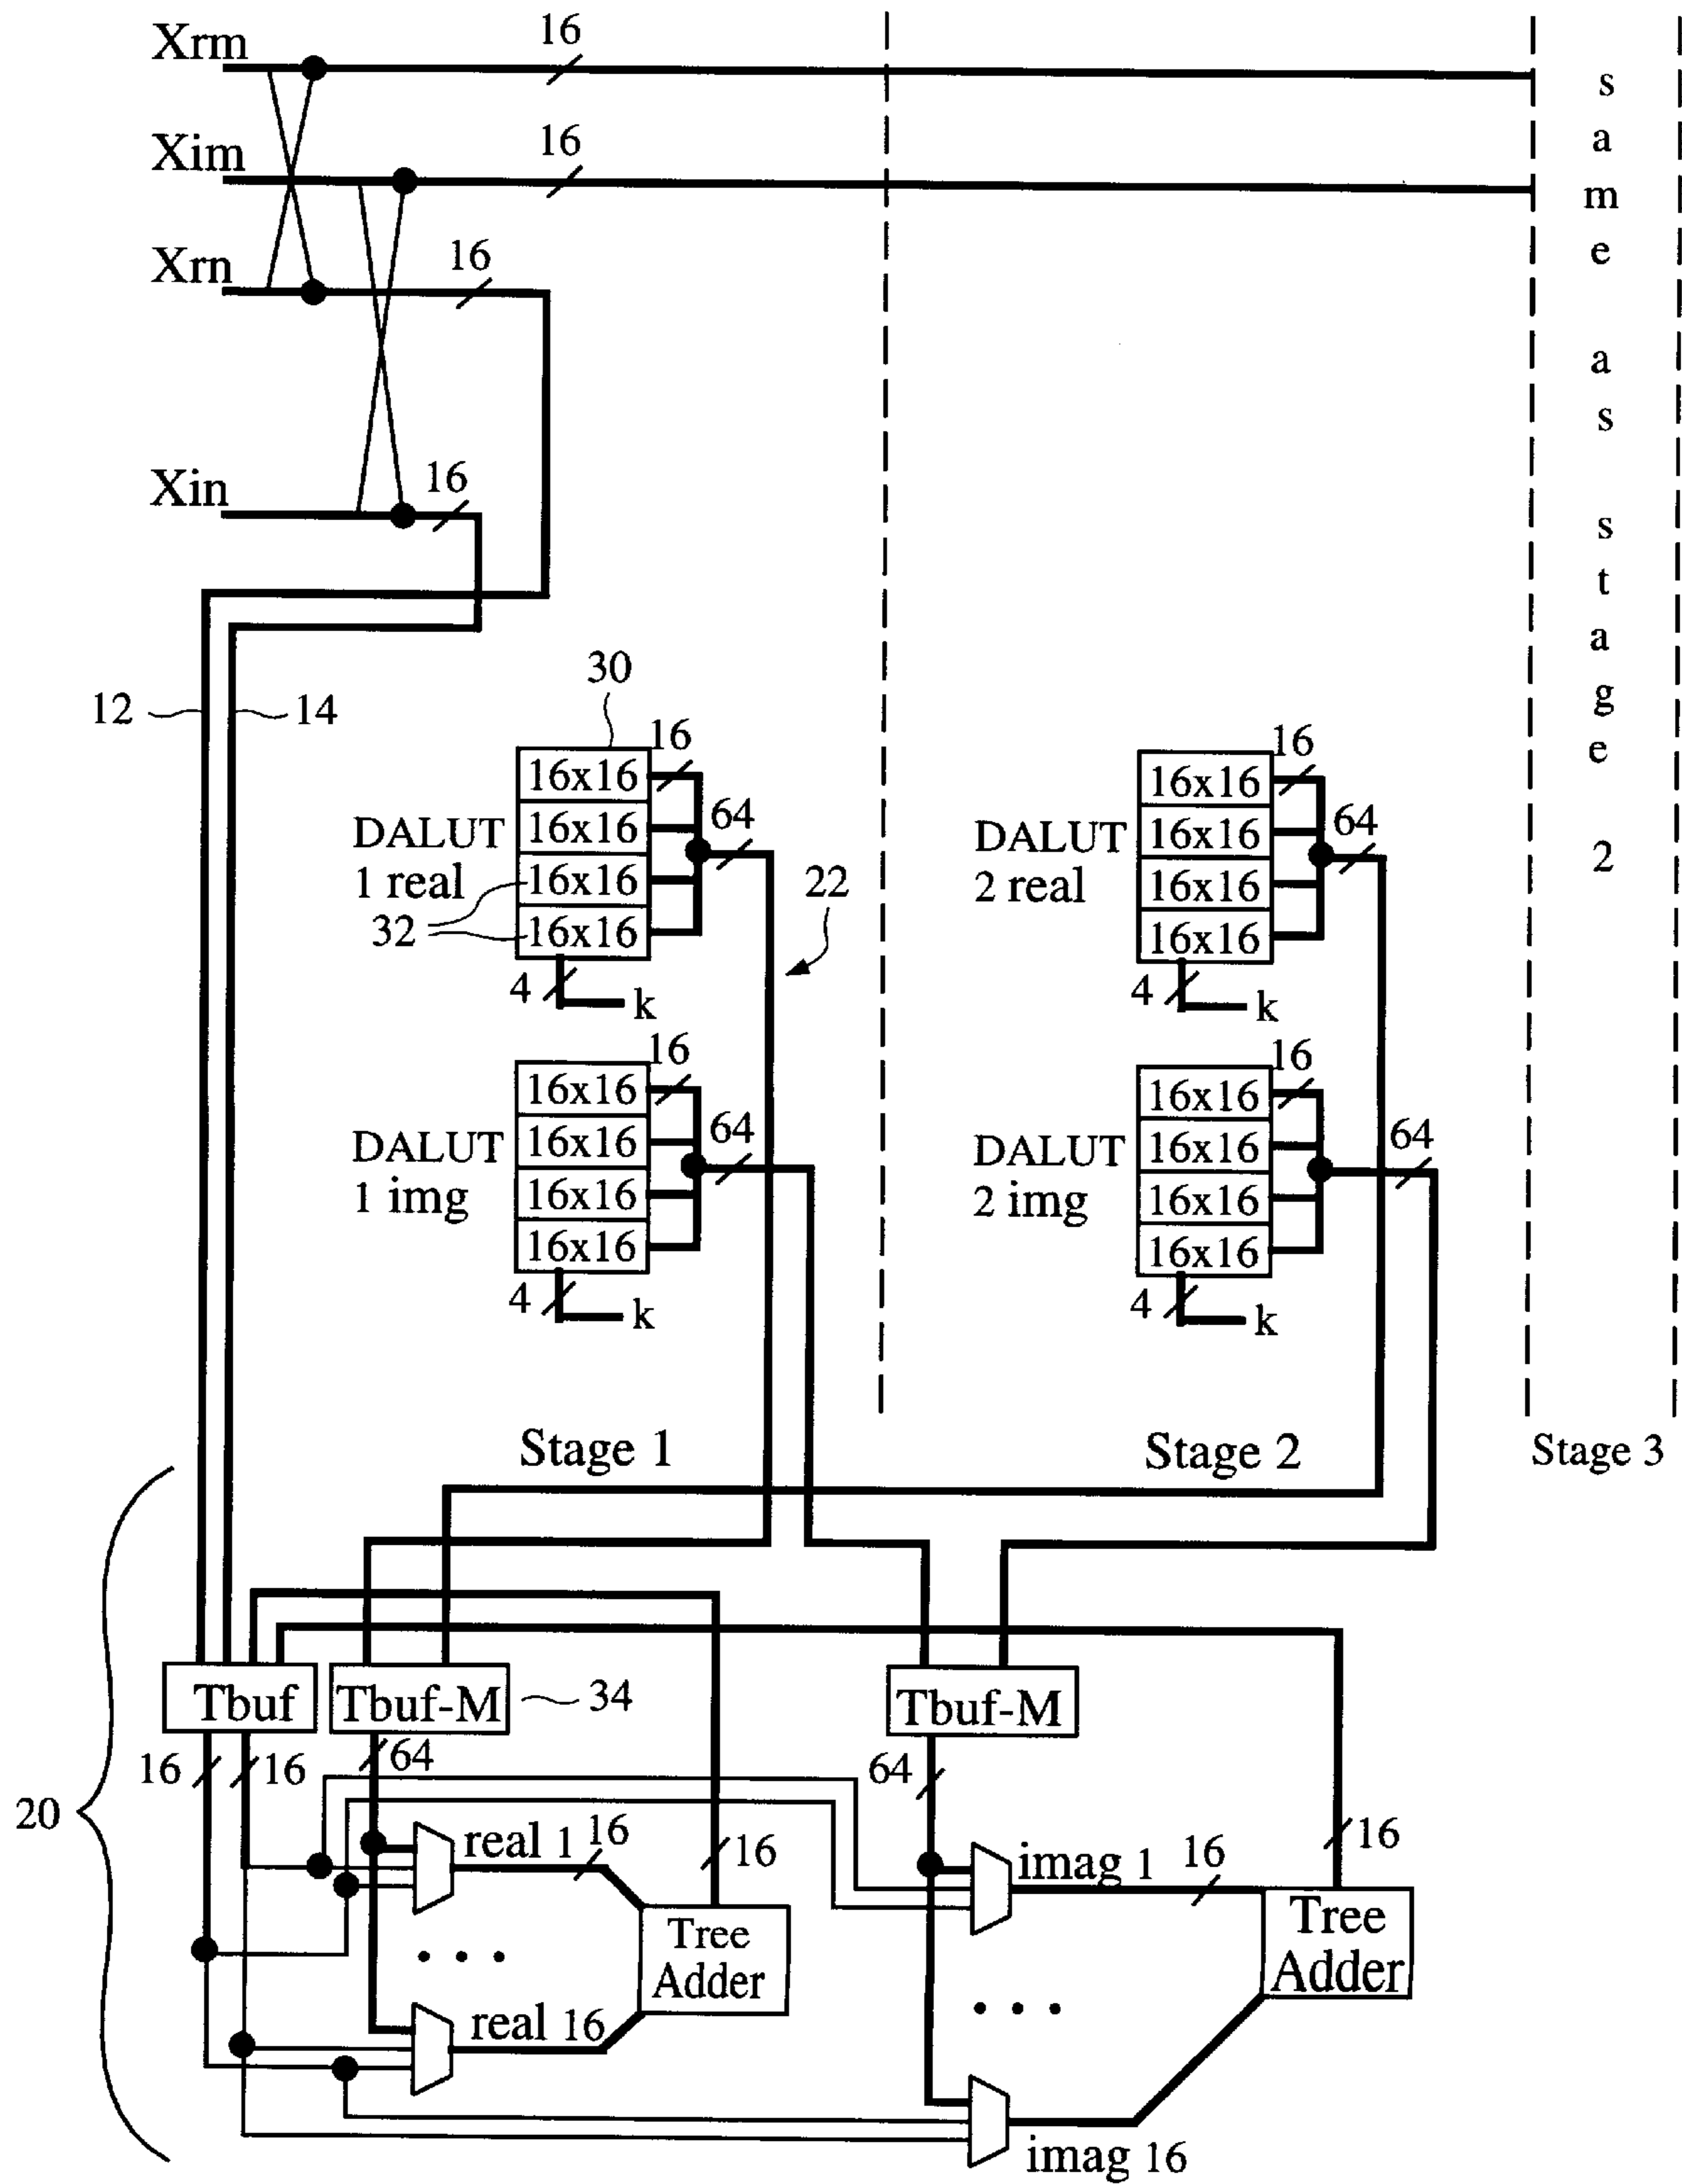 Xrm
16
Xim
16
Xrn
16
Xin
16
same as stage 2
12
14
30
16
16x16
16x16
16x16
16x16
DALUT
1 real
32
64
22
4
k
16
16x16
16x16
16x16
16x16
DALUT
2 real
64
4
k
16
16x16
16x16
16x16
16x16
DALUT
1 img
64
4
k
16
16x16
16x16
16x16
16x16
DALUT
2 img
64
4
k
Stage 1
Stage 2
Stage 3
Tbuf
Tbuf-M
34
Tbuf-M
16
16
64
64
20
real 1
16
16
imag 1
16
16
Tree
Adder
Tree
Adder
. . .
. . .
real 16
imag 16